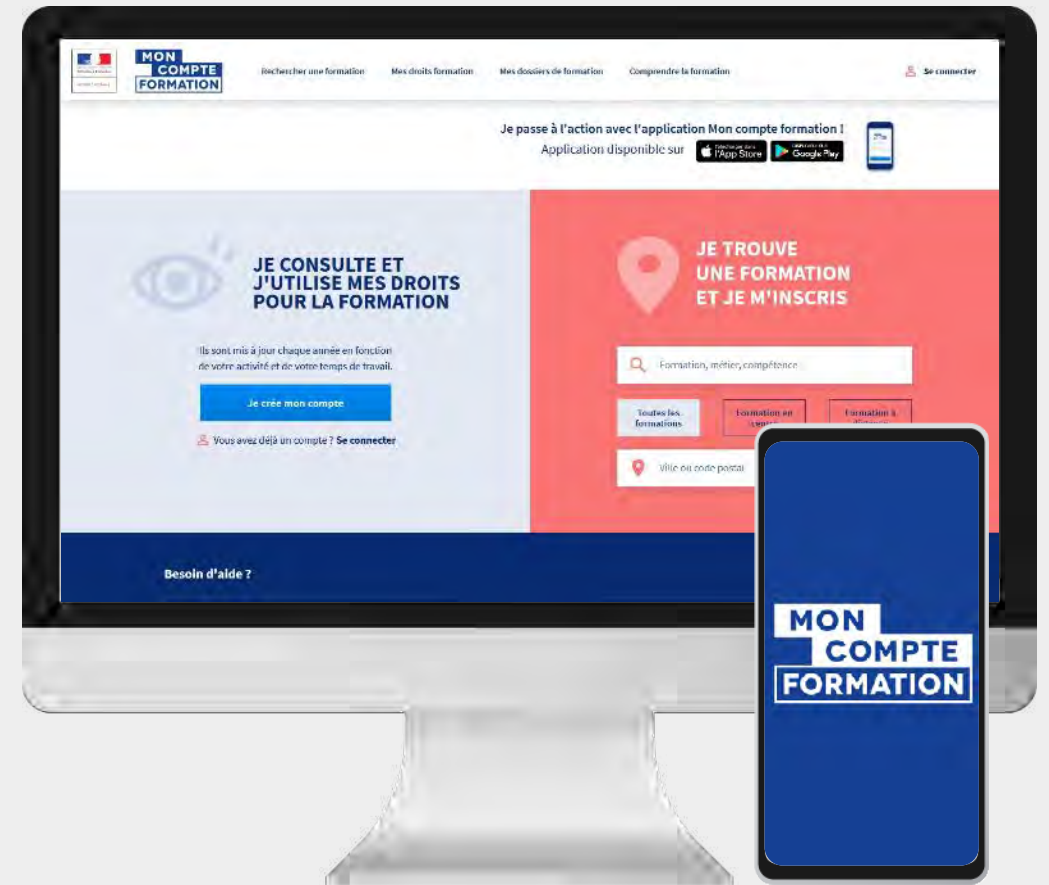 MON
COMPTE
FORMATION
Rechercher une formation Mes droits formation Mes dossiers de formation Comprendre la formation Se connecter
Je passe à l'action avec l'application Mon compte formation !
Application disponible sur l'App Store Google Play
JE CONSULTE ET
J'UTILISE MES DROITS
POUR LA FORMATION
Ils sont mis à jour chaque année en fonction
de votre activité et de votre temps de travail.
Je crée mon compte
Vous avez déjà un compte ? Se connecter
JE TROUVE
UNE FORMATION
ET JE M'INSCRIS
Formation, métier, compétence
Toutes les
formations
Formation en
Formation à
Ville ou code postal
Besoin d'aide ?
MON
COMPTE
FORMATION